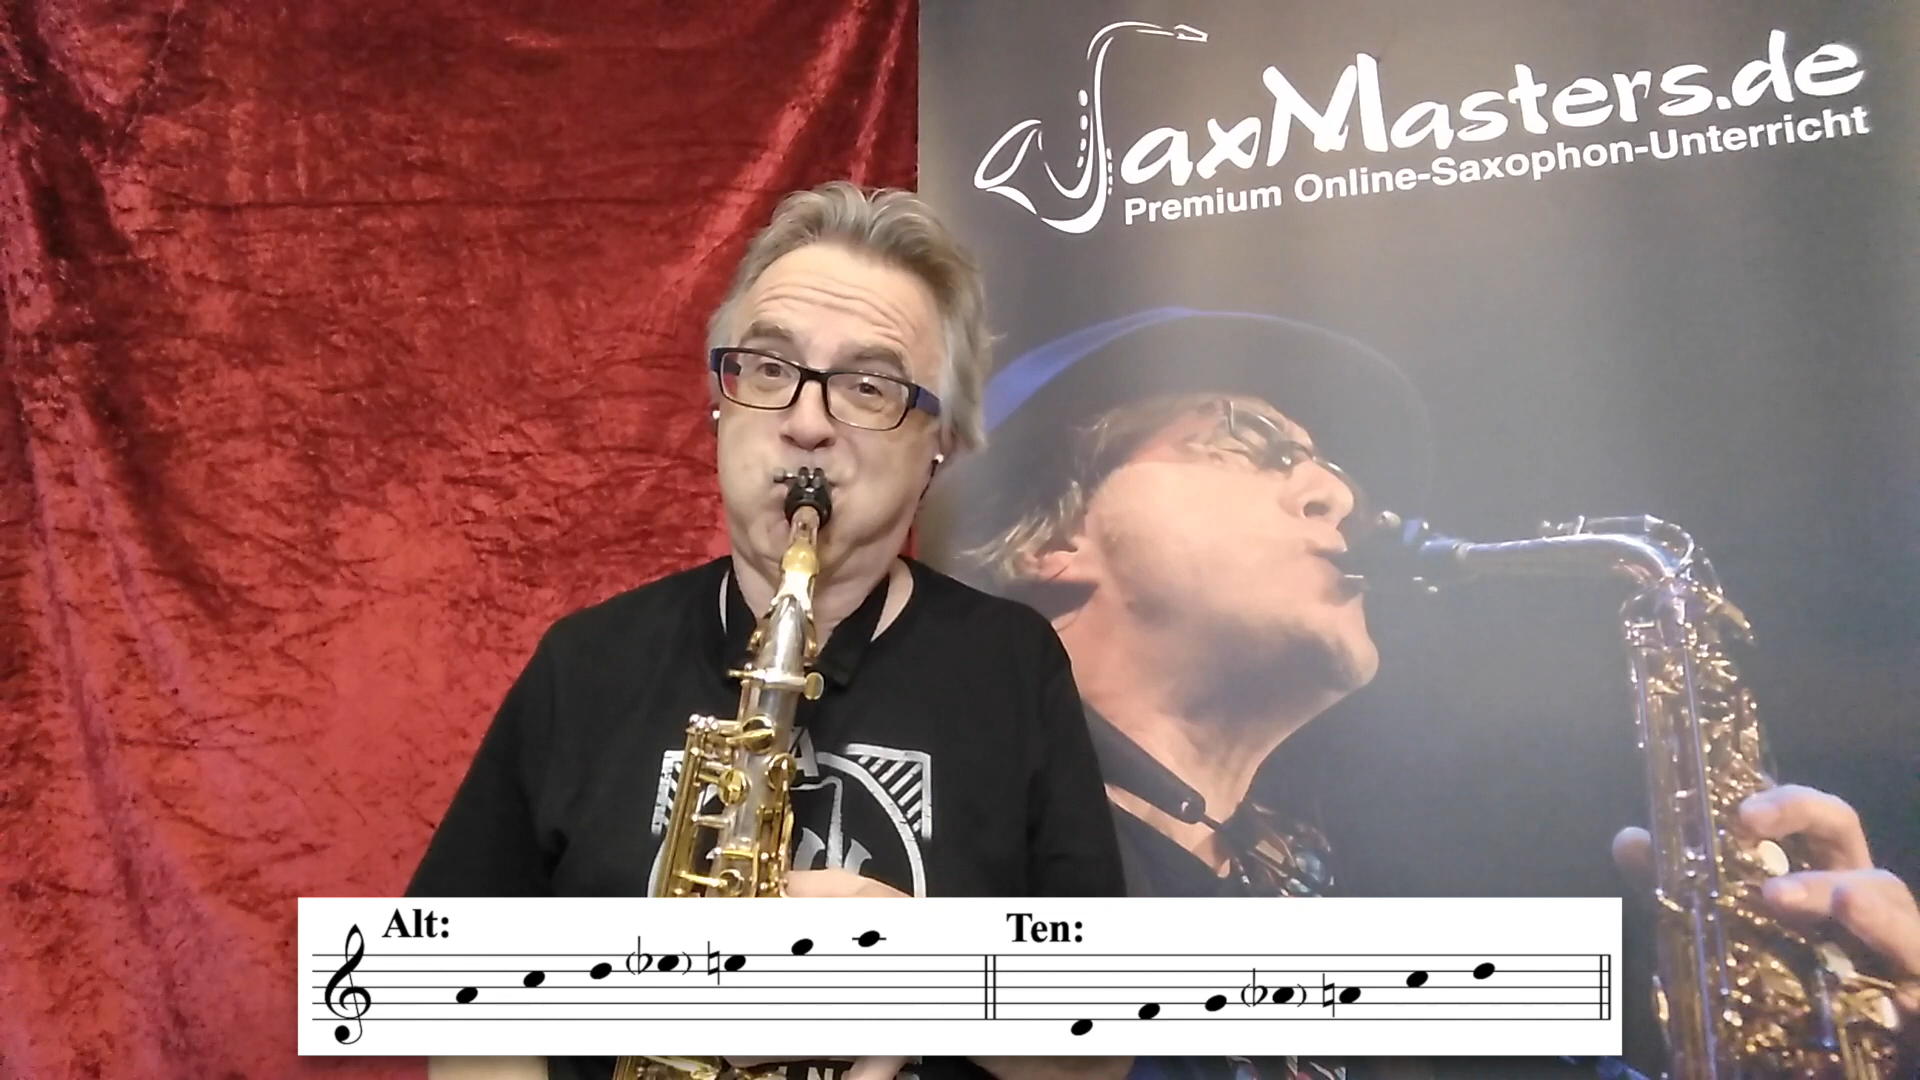 SaxMasters.de
Premium Online-Saxophon-Unterricht
A
Alt:
Ten: